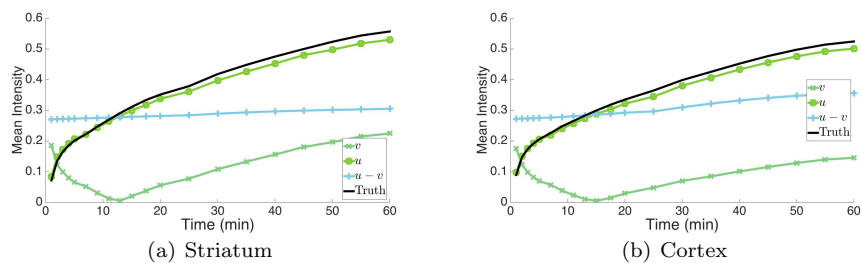 0.6
0.5
0.4
0.3
0.2
0.1
0
Mean Intensity
0 10 20 30 40 50 60
Time (min)
v
u
u − v
Truth
(a) Striatum
0.6
0.5
0.4
0.3
0.2
0.1
0
Mean Intensity
0 10 20 30 40 50 60
Time (min)
v
u
u − v
Truth
(b) Cortex